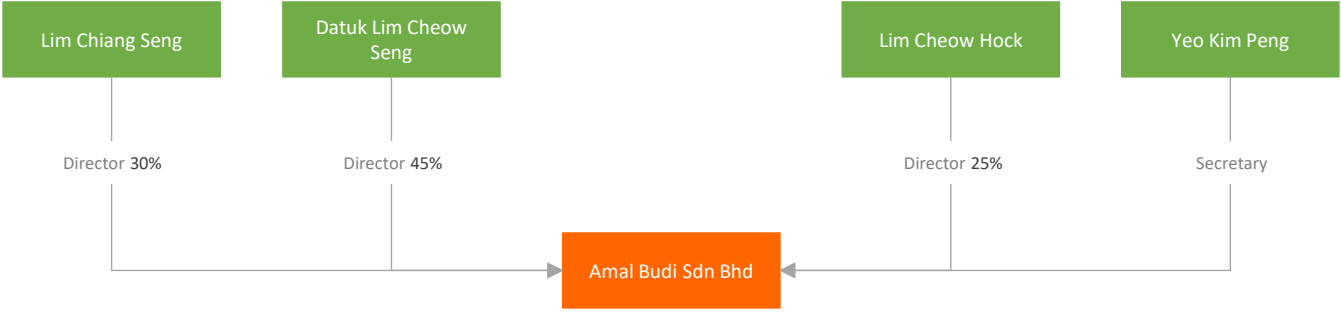 Lim Chiang Seng
Datuk Lim Cheow
Seng
Lim Cheow Hock
Yeo Kim Peng
Director 30%
Director 45%
Director 25%
Secretary
Amal Budi Sdn Bhd